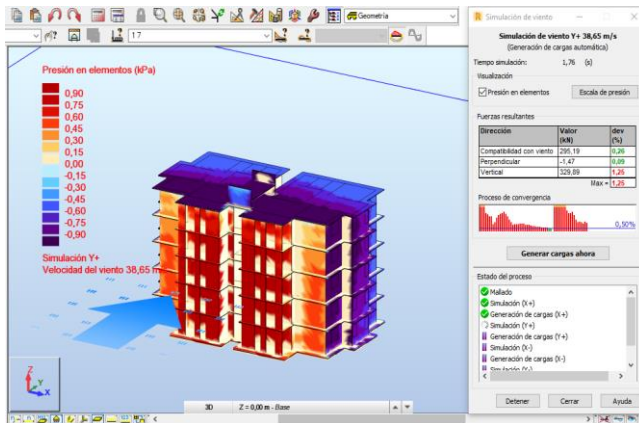 Geometría
17
Presión en elementos (kPa)
0,90
0,75
0,60
0,45
0,30
0,15
0,00
-0,15
-0,30
-0,45
-0,60
-0,75
-0,90
Simulación Y+
Velocidad del viento 38,65 m
Z
Y
X
3D
Z = 0,00 m - Base
Simulación de viento
Simulación de viento Y+ 38,65 m/s
(Generación de cargas automática)
Tiempo simulación: 1,76 (s)
Visualización
Presión en elementos
Escala de presión
Fuerzas resultantes
Dirección Valor (kN) dev (%)
Compatibilidad con viento 295,19 0,26
Perpendicular -1,47 0,09
Vertical 329,89 1,25
Max = 1,25
Proceso de convergencia
0,50%
Generar cargas ahora
Estado del proceso
Mallado
Simulación (X+)
Generación de cargas (X+)
Simulación (Y+)
Generación de cargas (Y+)
Simulación (X-)
Generación de cargas (X-)
Simulación (Y-)
Detener Cerrar Ayuda